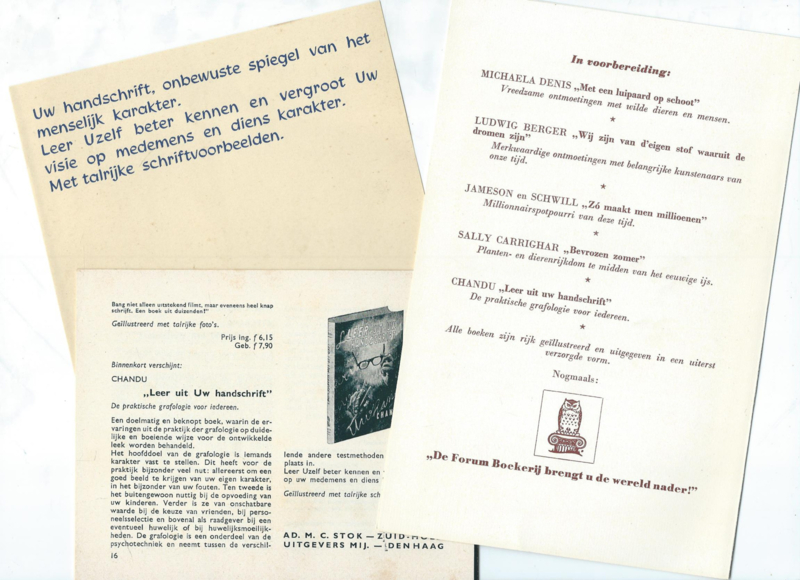 Uw handschrift, onbewuste spiegel van het
menselijk karakter.
Leer Uzelf beter kennen en vergroot Uw
visie op medemens en diens karakter.
Met talrijke schriftvoorbeelden.
Bang niet alleen uitstekend filmt, maar eveneens heel knap
schrijft. Een boek uit duizenden!"
Geïllustreerd met talrijke foto's.
Prijs ing. f 6,15
Geb. f 7,90
Binnenkort verschijnt:
CHANDU
„Leer uit Uw handschrift"
De praktische grafologie voor iedereen.
Een doelmatig en beknopt boek, waarin de er-
varingen uit de praktijk der grafologie op duide-
lijke en boeiende wijze voor de ontwikkelde
leek worden behandeld.
Het hoofddoel van de grafologie is iemands
karakter vast te stellen. Dit heeft voor de
praktijk bijzonder veel nut: allereerst om een
goed beeld te krijgen van uw eigen karakter,
in het bijzonder van uw fouten. Ten tweede is
het buitengewoon nuttig bij de opvoeding van
uw kinderen. Verder is ze van onschatbare
waarde bij de keuze van vrienden, bij perso-
neelselectie en bovenal als raadgever bij een
eventueel huwelijk of bij huwelijksmoeilijk-
heden. De grafologie is een onderdeel van de
psychotechniek en neemt tussen de verschil-
16
lende andere testmethoden
plaats in.
Leer Uzelf beter kennen en
op uw medemens en diens
Geïllustreerd met talrijke sch
AD. M. C. STOK — ZUID-HOL
UITGEVERS MIJ. — DEN HAAG
LEER
CHANDU
In voorbereiding:
MICHAELA DENIS „Met een luipaard op schoot"
Vreedzame ontmoetingen met wilde dieren en mensen.
*
LUDWIG BERGER „Wij zijn van d'eigen stof waaruit de
dromen zijn"
Merkwaardige ontmoetingen met belangrijke kunstenaars van
onze tijd.
*
JAMESON en SCHWILL „Zó maakt men millioenen"
Millionnairspotpourri van deze tijd.
*
SALLY CARRIGHAR „Bevrozen zomer"
Planten- en dierenrijkdom te midden van het eeuwige ijs.
*
CHANDU „Leer uit uw handschrift"
De praktische grafologie voor iedereen.
*
Alle boeken zijn rijk geïllustreerd en uitgegeven in een uiterst
verzorgde vorm.
Nogmaals:
„De Forum Boekerij brengt u de wereld nader!"